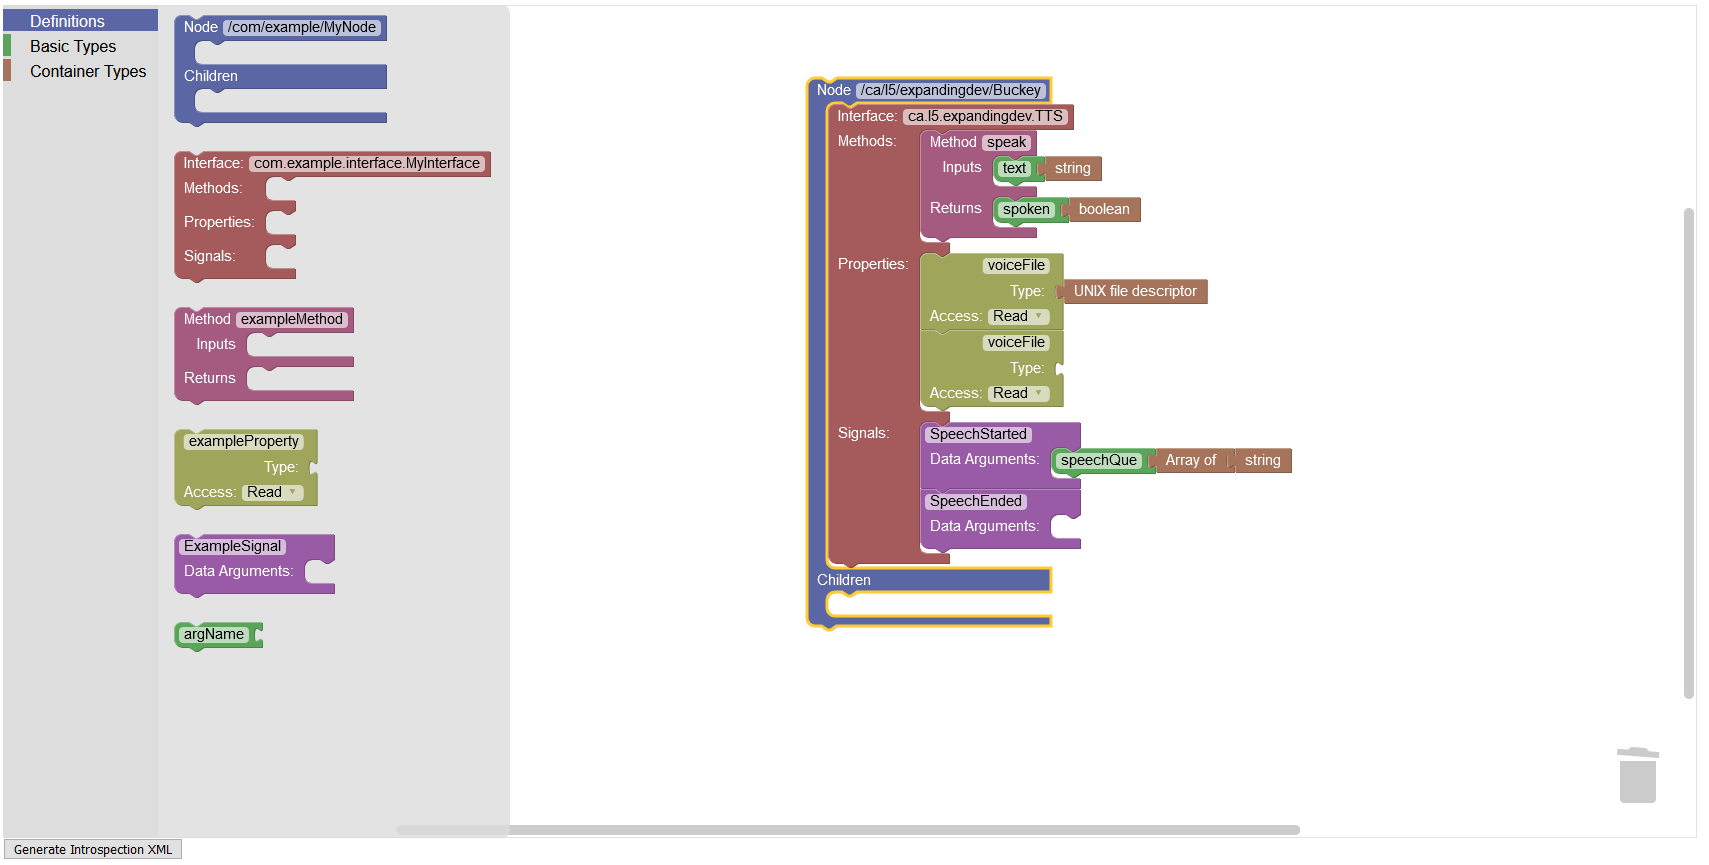 Definitions
Basic Types
Container Types
Node /com/example/MyNode
Children
Interface: com.example.interface.MyInterface
Methods:
Properties:
Signals:
Method exampleMethod
Inputs
Returns
exampleProperty
Type:
Access: Read
ExampleSignal
Data Arguments:
argName
Node /ca/l5/expandingdev/Buckey
Interface: ca.l5.expandingdev.TTS
Methods: Method speak
Inputs text string
Returns spoken boolean
Properties: voiceFile
Type: UNIX file descriptor
Access: Read
voiceFile
Type:
Access: Read
Signals: SpeechStarted
Data Arguments: speechQue Array of string
SpeechEnded
Data Arguments:
Children
Generate Introspection XML